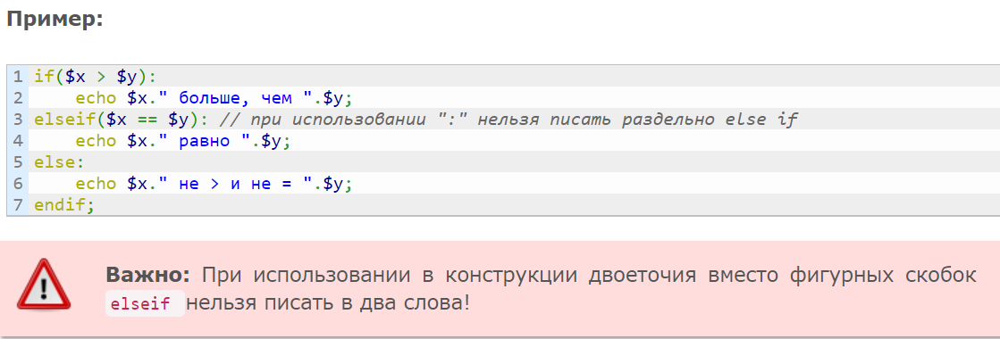 Пример:
1 if($x > $y):
2     echo $x." больше, чем ".$y;
3 elseif($x == $y): // при использовании ":" нельзя писать раздельно else if
4     echo $x." равно ".$y;
5 else:
6     echo $x." не > и не = ".$y;
7 endif;
Важно: При использовании в конструкции двоеточия вместо фигурных скобок
elseif нельзя писать в два слова!